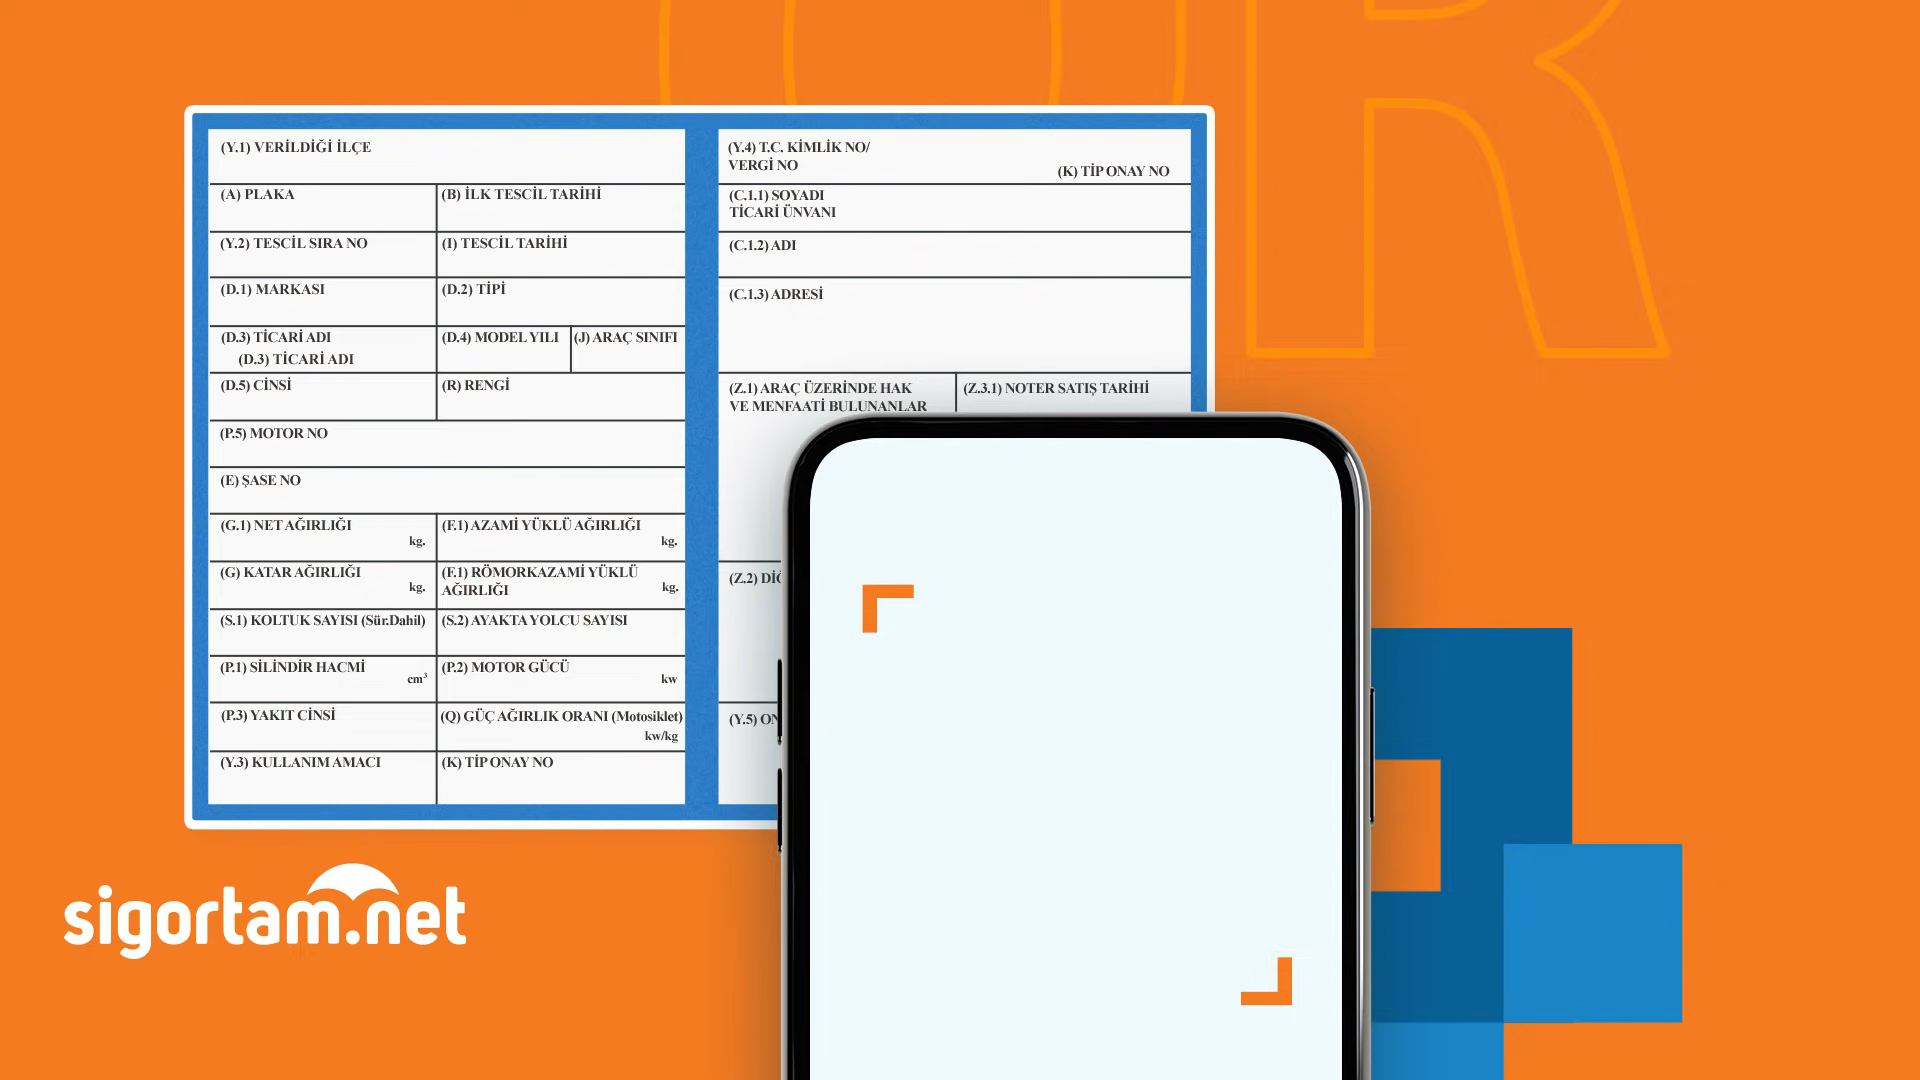 OR
(Y.1) VERİLDİĞİ İLÇE
(A) PLAKA
(B) İLK TESCİL TARİHİ
(Y.2) TESCİL SIRA NO
(I) TESCİL TARİHİ
(D.1) MARKASI
(D.2) TİPİ
(D.3) TİCARİ ADI
(D.3) TİCARİ ADI
(D.4) MODEL YILI
(J) ARAÇ SINIFI
(D.5) CİNSİ
(R) RENGİ
(P.5) MOTOR NO
(E) ŞASE NO
(G.1) NET AĞIRLIĞI
kg.
(F.1) AZAMİ YÜKLÜ AĞIRLIĞI
kg.
(G) KATAR AĞIRLIĞI
kg.
(F.1) RÖMORKAZAMİ YÜKLÜ
AĞIRLIĞI
kg.
(S.1) KOLTUK SAYISI (Sür.Dahil)
(S.2) AYAKTA YOLCU SAYISI
(P.1) SİLİNDİR HACMİ
cm³
(P.2) MOTOR GÜCÜ
kw
(P.3) YAKIT CİNSİ
(Q) GÜÇ AĞIRLIK ORANI (Motosiklet)
kw/kg
(Y.3) KULLANIM AMACI
(K) TİP ONAY NO
(Y.4) T.C. KİMLİK NO/
VERGİ NO
(K) TİP ONAY NO
(C.1.1) SOYADI
TİCARİ ÜNVANI
(C.1.2) ADI
(C.1.3) ADRESİ
(Z.1) ARAÇ ÜZERİNDE HAK
VE MENFAATİ BULUNANLAR
(Z.3.1) NOTER SATIŞ TARİHİ
(Z.2)
(Y.5)
sigortam.net